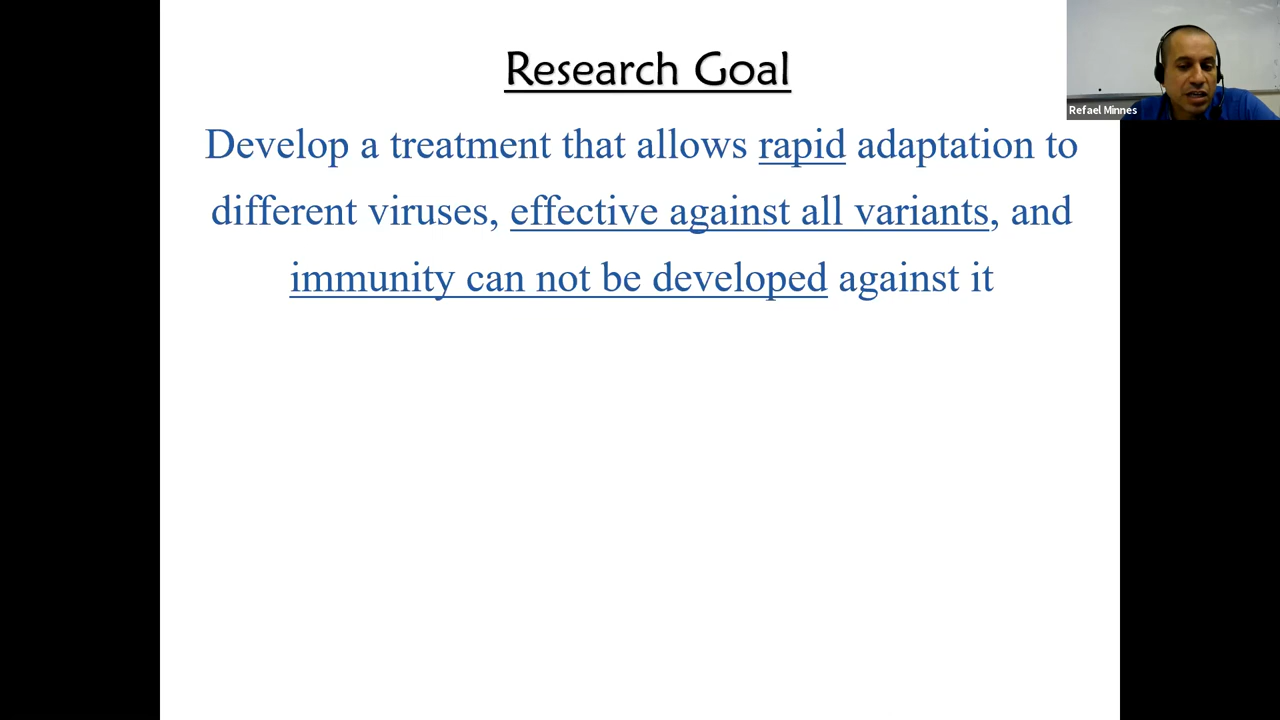 Research Goal
Develop a treatment that allows rapid adaptation to
different viruses, effective against all variants, and
immunity can not be developed against it
Refael Minnes